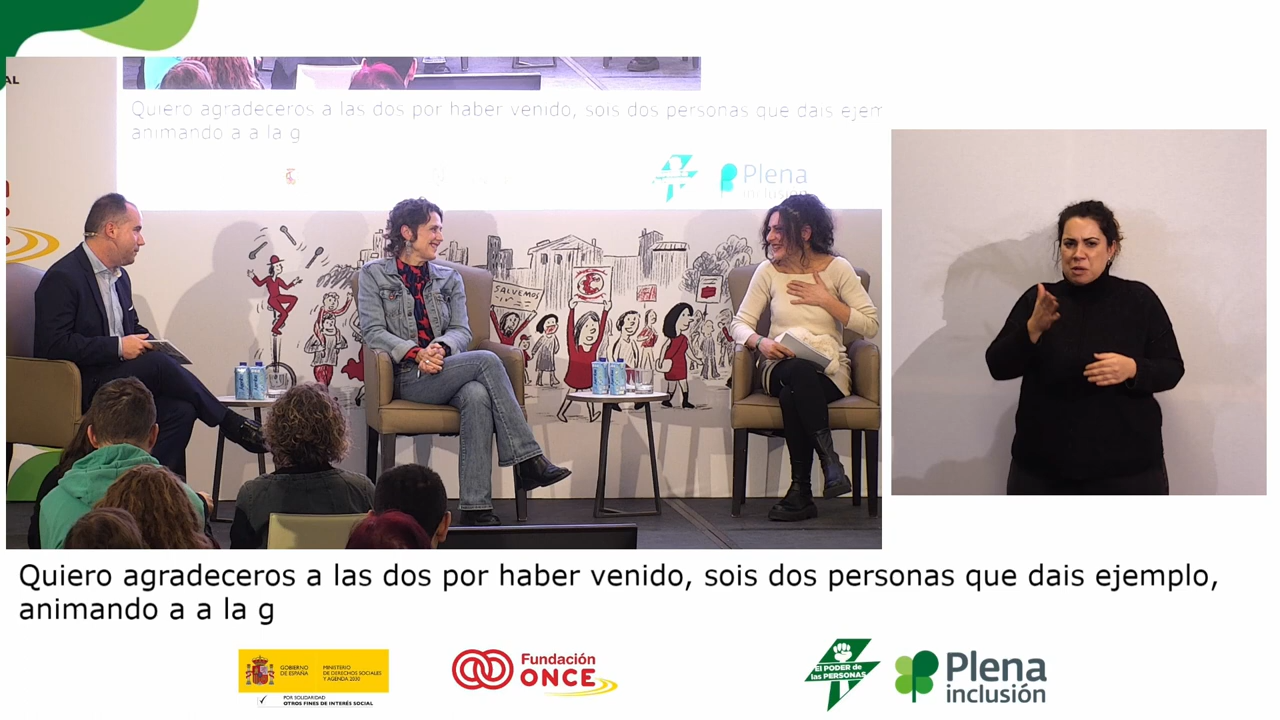 AL
Quiero agradeceros a las dos por haber venido, sois dos personas que dais ejem
animando a a la g
Plena
inclusión
SALVEMOS
Quiero agradeceros a las dos por haber venido, sois dos personas que dais ejemplo,
animando a a la g
GOBIERNO
DE ESPAÑA
MINISTERIO
DE DERECHOS SOCIALES
Y AGENDA 2030
POR SOLIDARIDAD
OTROS FINES DE INTERÉS SOCIAL
Fundación
ONCE
El PODER de
las PERSONAS
Plena
inclusión